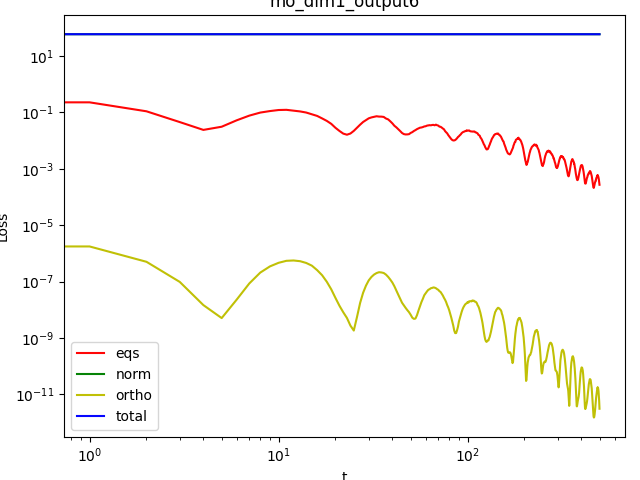 rho_dim1_output6
Loss
10¹
10⁻¹
10⁻³
10⁻⁵
10⁻⁷
10⁻⁹
10⁻¹¹
eqs
norm
ortho
total
10⁰ 10¹ 10²
t